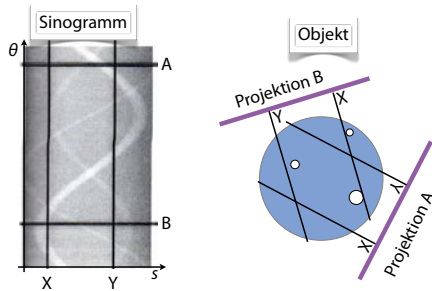 Sinogramm
θ
A
B
X
Y
s
Objekt
Projektion B
X
Y
Y
X
Projektion A